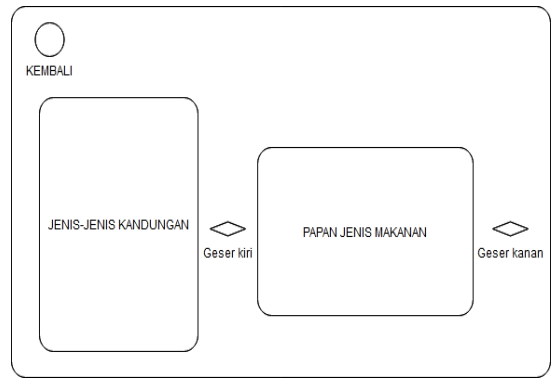 KEMBALI
JENIS-JENIS KANDUNGAN
Geser kiri
PAPAN JENIS MAKANAN
Geser kanan